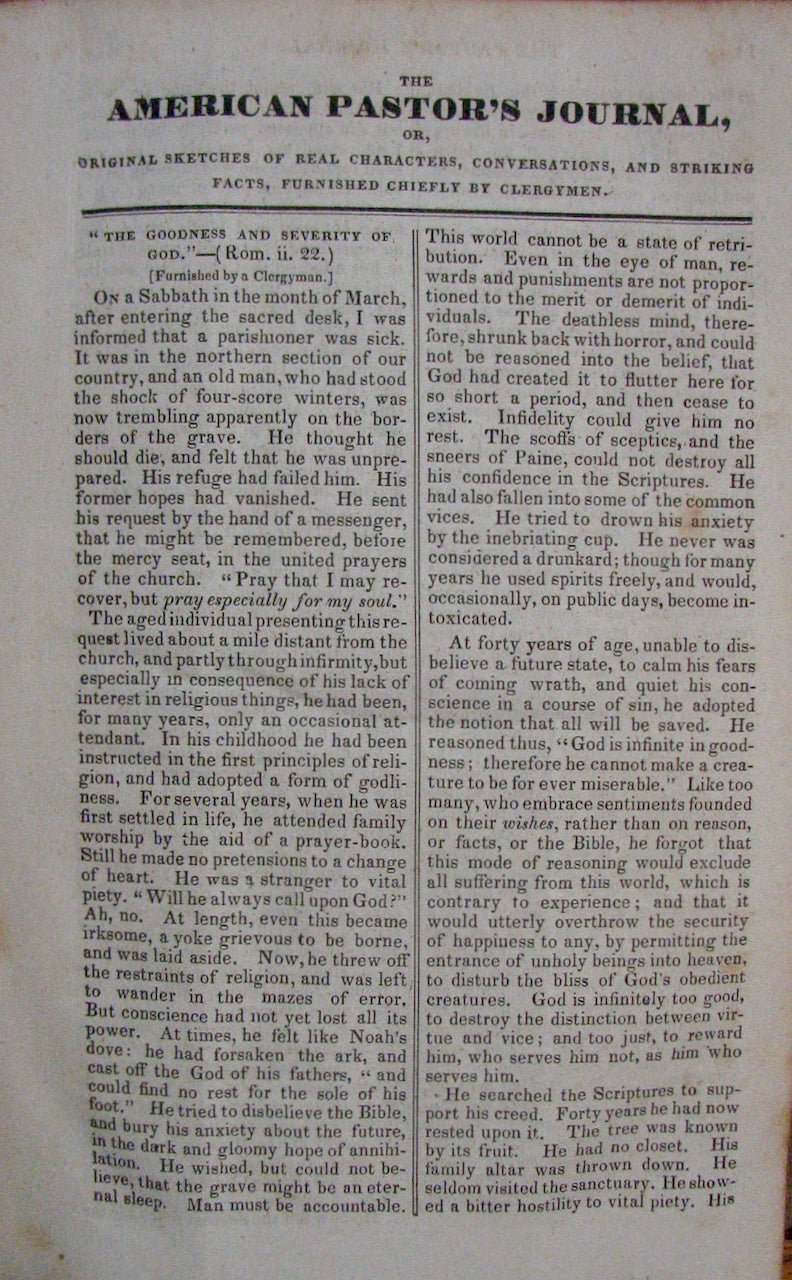 THE
AMERICAN PASTOR'S JOURNAL,
OR,
ORIGINAL SKETCHES OF REAL CHARACTERS, CONVERSATIONS, AND STRIKING
FACTS, FURNISHED CHIEFLY BY CLERGYMEN.
"THE GOODNESS AND SEVERITY OF
GOD."—(Rom. ii. 22.)
[Furnished by a Clergyman.]
ON a Sabbath in the month of March,
after entering the sacred desk, I was
informed that a parishioner was sick.
It was in the northern section of our
country, and an old man, who had stood
the shock of four-score winters, was
now trembling apparently on the bor-
ders of the grave. He thought he
should die, and felt that he was unpre-
pared. His refuge had failed him. His
former hopes had vanished. He sent
his request by the hand of a messenger,
that he might be remembered, before
the mercy seat, in the united prayers
of the church. "Pray that I may re-
cover, but pray especially for my soul."
The aged individual presenting this re-
quest lived about a mile distant from the
church, and partly through infirmity, but
especially in consequence of his lack of
interest in religious things, he had been,
for many years, only an occasional at-
tendant. In his childhood he had been
instructed in the first principles of reli-
gion, and had adopted a form of godli-
ness. For several years, when he was
first settled in life, he attended family
worship by the aid of a prayer-book.
Still he made no pretensions to a change
of heart. He was a stranger to vital
piety. "Will he always call upon God?"
Ah, no. At length, even this became
irksome, a yoke grievous to be borne,
and was laid aside. Now, he threw off
the restraints of religion, and was left
to wander in the mazes of error.
But conscience had not yet lost all its
power. At times, he felt like Noah's
dove: he had forsaken the ark, and
cast off the God of his fathers, "and
could find no rest for the sole of his
foot." He tried to disbelieve the Bible,
and bury his anxiety about the future,
in the dark and gloomy hope of annihi-
lation. He wished, but could not be-
lieve, that the grave might be an eter-
nal sleep. Man must be accountable.
This world cannot be a state of retri-
bution. Even in the eye of man, re-
wards and punishments are not propor-
tioned to the merit or demerit of indi-
viduals. The deathless mind, there-
fore, shrunk back with horror, and could
not be reasoned into the belief, that
God had created it to flutter here for
so short a period, and then cease to
exist. Infidelity could give him no
rest. The scoffs of sceptics, and the
sneers of Paine, could not destroy all
his confidence in the Scriptures. He
had also fallen into some of the common
vices. He tried to drown his anxiety
by the inebriating cup. He never was
considered a drunkard; though for many
years he used spirits freely, and would,
occasionally, on public days, become in-
toxicated.
At forty years of age, unable to dis-
believe a future state, to calm his fears
of coming wrath, and quiet his con-
science in a course of sin, he adopted
the notion that all will be saved. He
reasoned thus, "God is infinite in good-
ness; therefore he cannot make a crea-
ture to be for ever miserable." Like too
many, who embrace sentiments founded
on their wishes, rather than on reason,
or facts, or the Bible, he forgot that
this mode of reasoning would exclude
all suffering from this world, which is
contrary to experience; and that it
would utterly overthrow the security
of happiness to any, by permitting the
entrance of unholy beings into heaven,
to disturb the bliss of God's obedient
creatures. God is infinitely too good,
to destroy the distinction between vir-
tue and vice; and too just, to reward
him, who serves him not, as him who
serves him.
He searched the Scriptures to sup-
port his creed. Forty years he had now
rested upon it. The tree was known
by its fruit. He had no closet. His
family altar was thrown down. He
seldom visited the sanctuary. He show-
ed a bitter hostility to vital piety. His